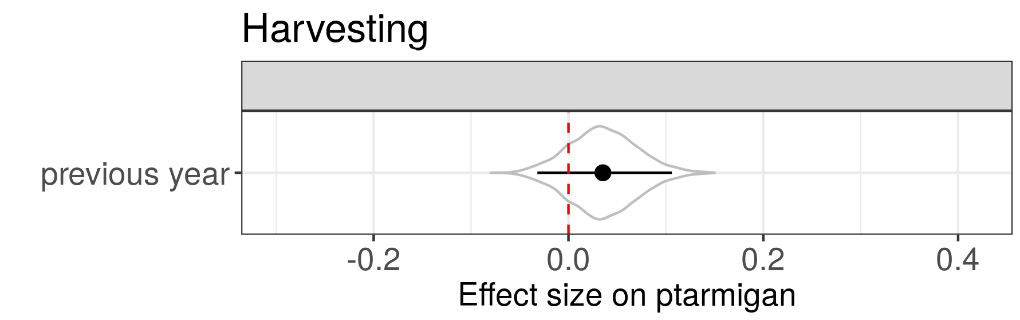 Harvesting
previous year
-0.2 0.0 0.2 0.4
Effect size on ptarmigan